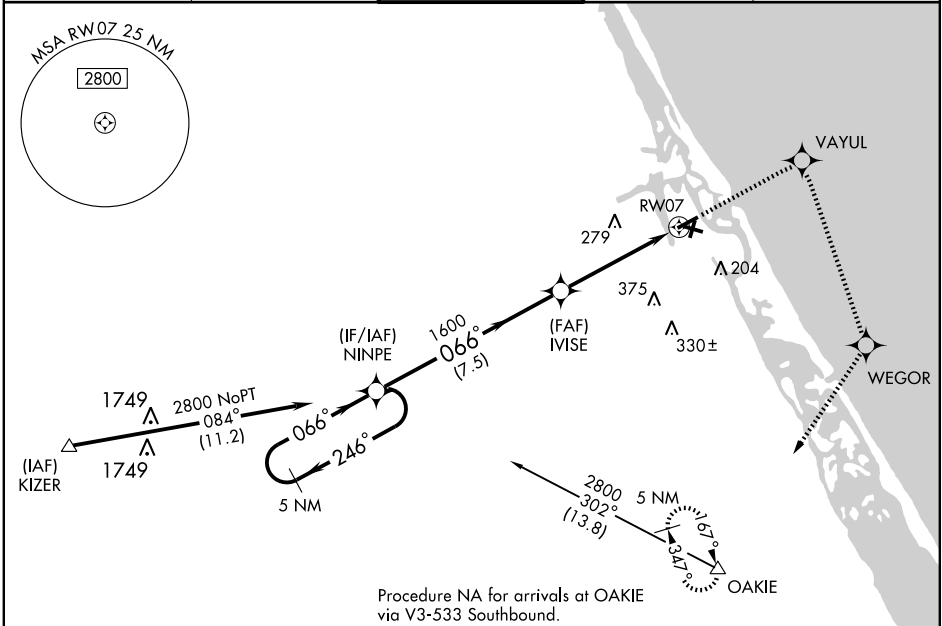 MSA RW07 25 NM
2800
VAYUL
RW07
279
204
375
(FAF)
IVISE
330±
(IF/IAF)
NINPE
1600
066°
(7.5)
WEGOR
1749
2800 NoPT
084°
(11.2)
1749
(IAF)
KIZER
066°
246°
5 NM
2800
302°
(13.8)
5 NM
167°
347°
OAKIE
Procedure NA for arrivals at OAKIE
via V3-533 Southbound.